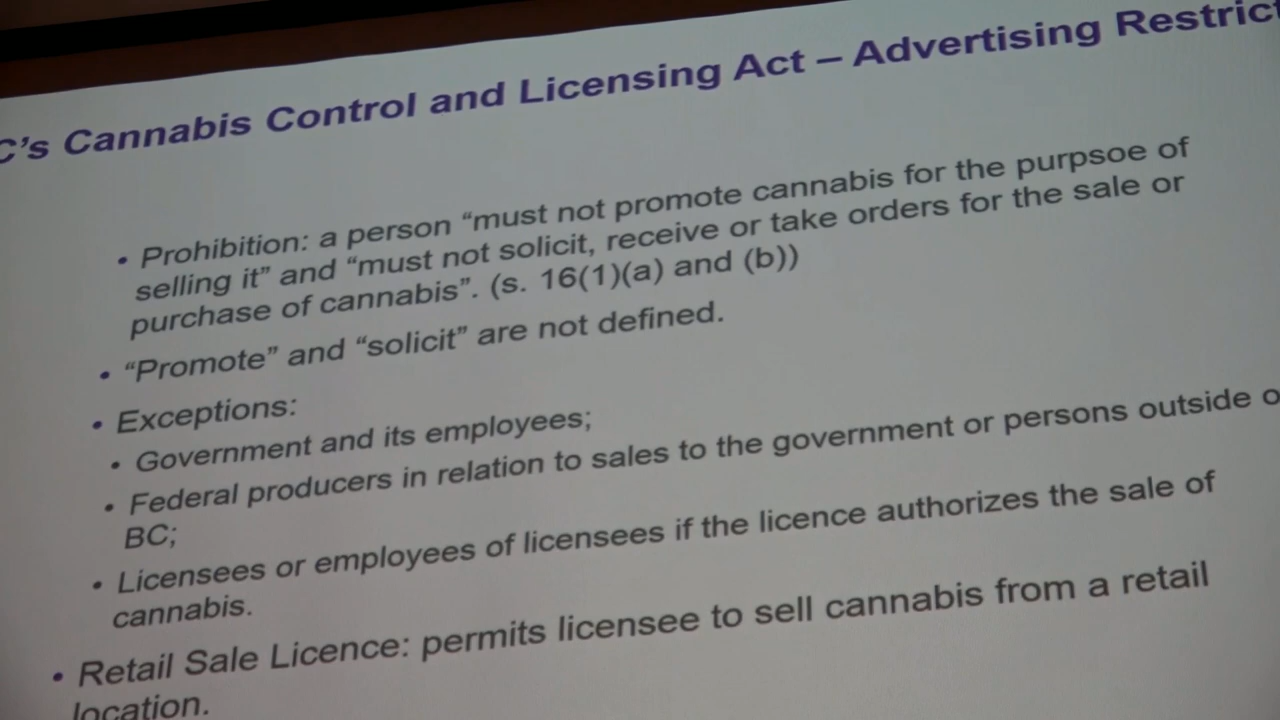 C's Cannabis Control and Licensing Act – Advertising Restric
• Prohibition: a person “must not promote cannabis for the purpsoe of
selling it” and “must not solicit, receive or take orders for the sale or
purchase of cannabis”. (s. 16(1)(a) and (b))
• “Promote” and “solicit” are not defined.
• Exceptions:
• Government and its employees;
• Federal producers in relation to sales to the government or persons outside o
BC;
• Licensees or employees of licensees if the licence authorizes the sale of
cannabis.
• Retail Sale Licence: permits licensee to sell cannabis from a retail
location.